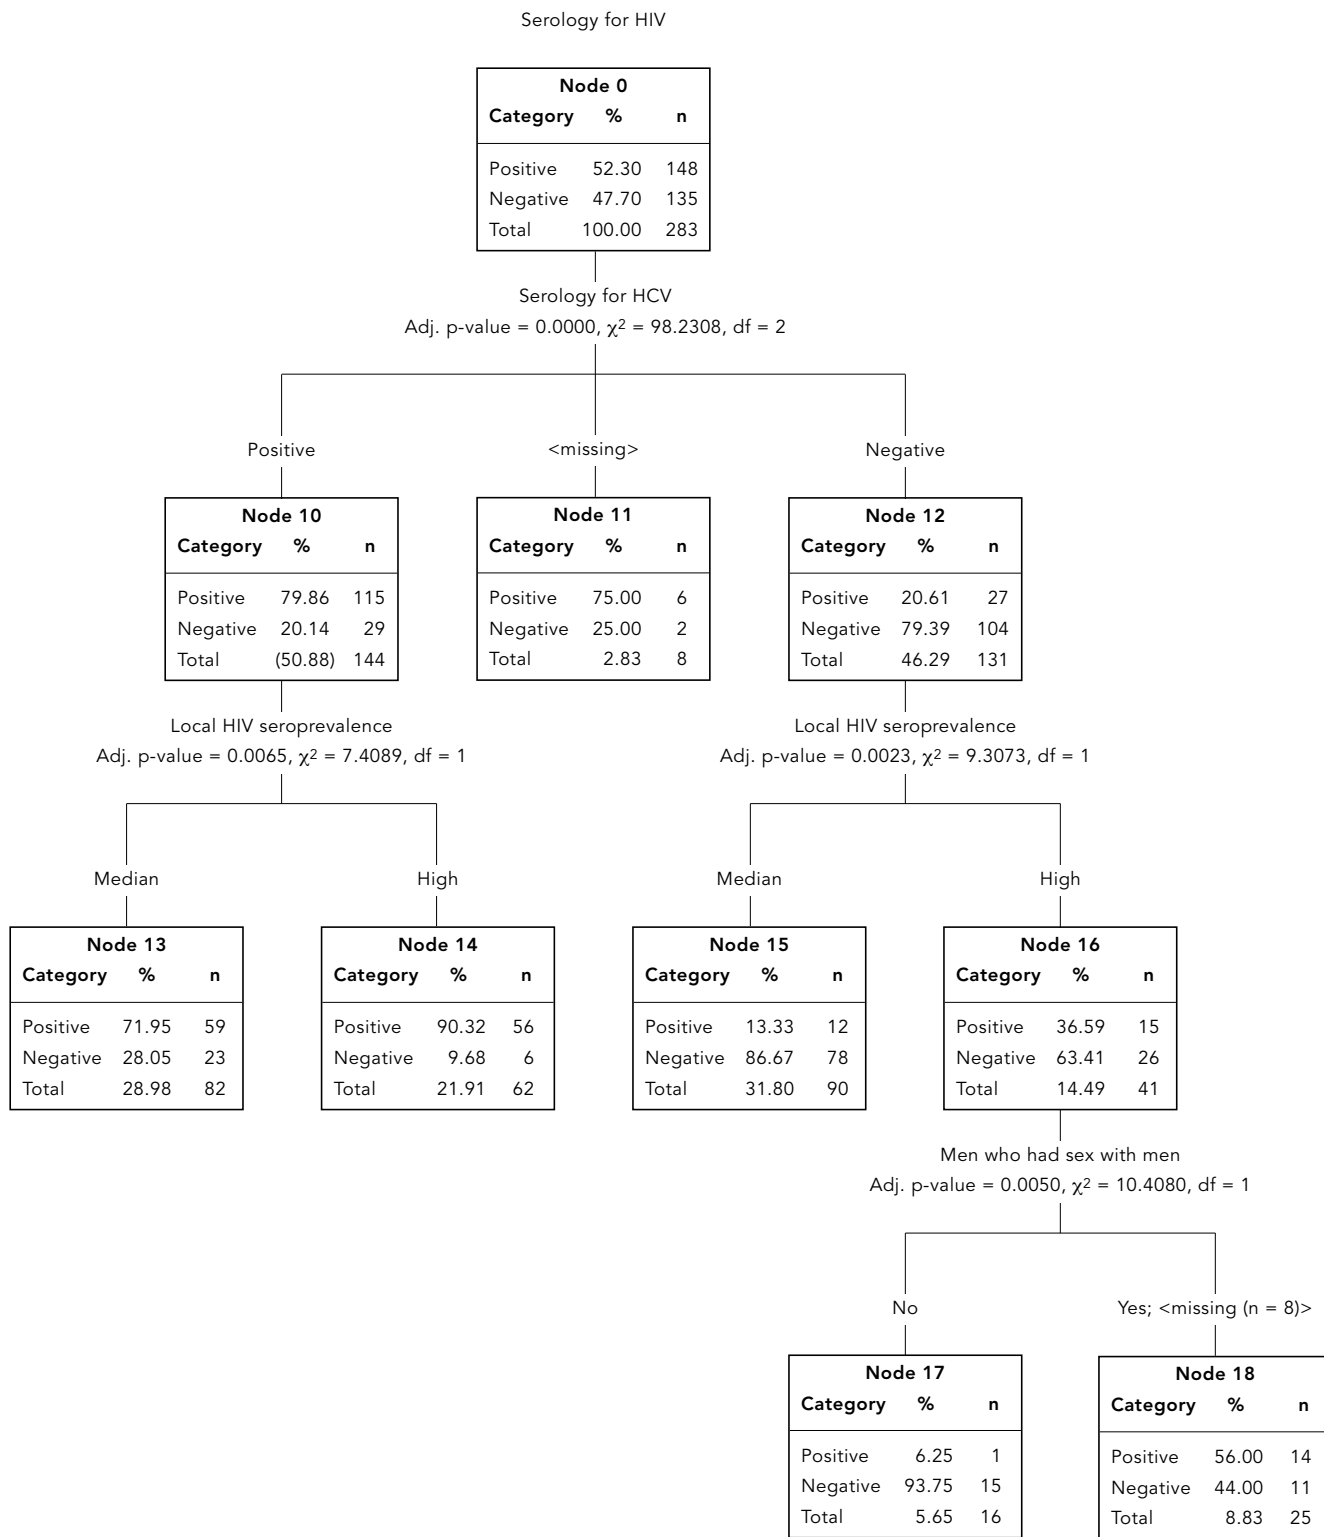 Serology for HIV
Node 0
Category % n
Positive 52.30 148
Negative 47.70 135
Total 100.00 283
Serology for HCV
Adj. p-value = 0.0000, χ² = 98.2308, df = 2
Positive
<missing>
Negative
Node 10
Category % n
Positive 79.86 115
Negative 20.14 29
Total (50.88) 144
Node 11
Category % n
Positive 75.00 6
Negative 25.00 2
Total 2.83 8
Node 12
Category % n
Positive 20.61 27
Negative 79.39 104
Total 46.29 131
Local HIV seroprevalence
Adj. p-value = 0.0065, χ² = 7.4089, df = 1
Local HIV seroprevalence
Adj. p-value = 0.0023, χ² = 9.3073, df = 1
Median
High
Median
High
Node 13
Category % n
Positive 71.95 59
Negative 28.05 23
Total 28.98 82
Node 14
Category % n
Positive 90.32 56
Negative 9.68 6
Total 21.91 62
Node 15
Category % n
Positive 13.33 12
Negative 86.67 78
Total 31.80 90
Node 16
Category % n
Positive 36.59 15
Negative 63.41 26
Total 14.49 41
Men who had sex with men
Adj. p-value = 0.0050, χ² = 10.4080, df = 1
No
Yes; <missing (n = 8)>
Node 17
Category % n
Positive 6.25 1
Negative 93.75 15
Total 5.65 16
Node 18
Category % n
Positive 56.00 14
Negative 44.00 11
Total 8.83 25